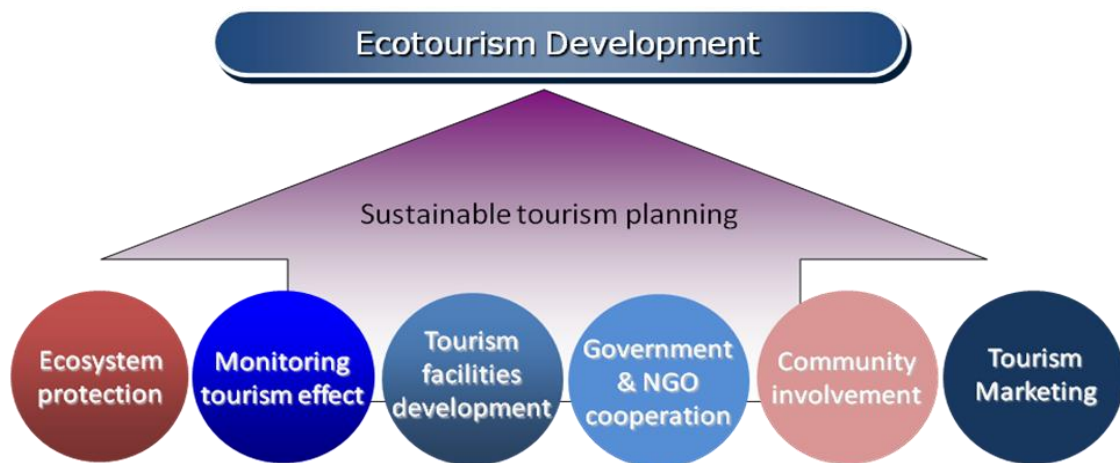 Ecotourism Development
Sustainable tourism planning
Ecosystem
protection
Monitoring
tourism effect
Tourism
facilities
development
Government
& NGO
cooperation
Community
involvement
Tourism
Marketing